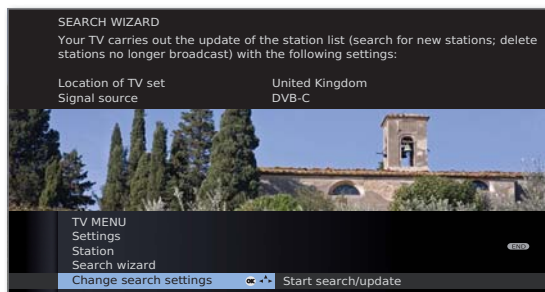 SEARCH WIZARD
Your TV carries out the update of the station list (search for new stations; delete
stations no longer broadcast) with the following settings:
Location of TV set United Kingdom
Signal source DVB-C
TV MENU
Settings
Station
END
Search wizard
Change search settings OK Start search/update